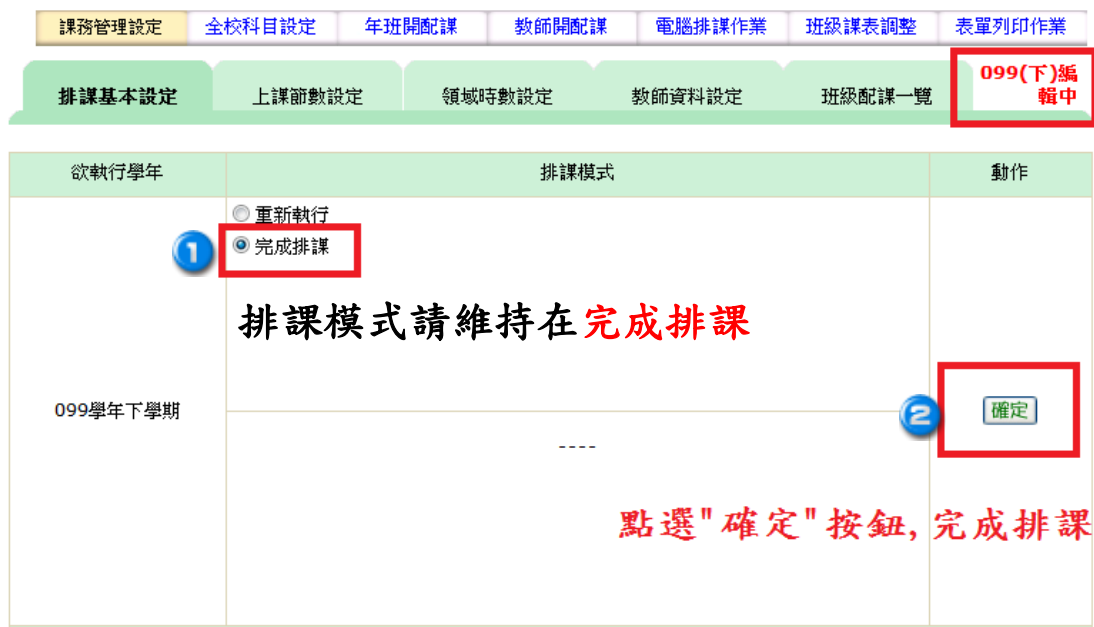 課務管理設定 全校科目設定 年班開配課 教師開配課 電腦排課作業 班級課表調整 表單列印作業
排課基本設定 上課節數設定 領域時數設定 教師資料設定 班級配課一覽 099(下)編
輯中
欲執行學年 排課模式 動作
重新執行
1 完成排課
排課模式請維持在完成排課
099學年下學期 2 確定
----
點選"確定"按鈕,完成排課